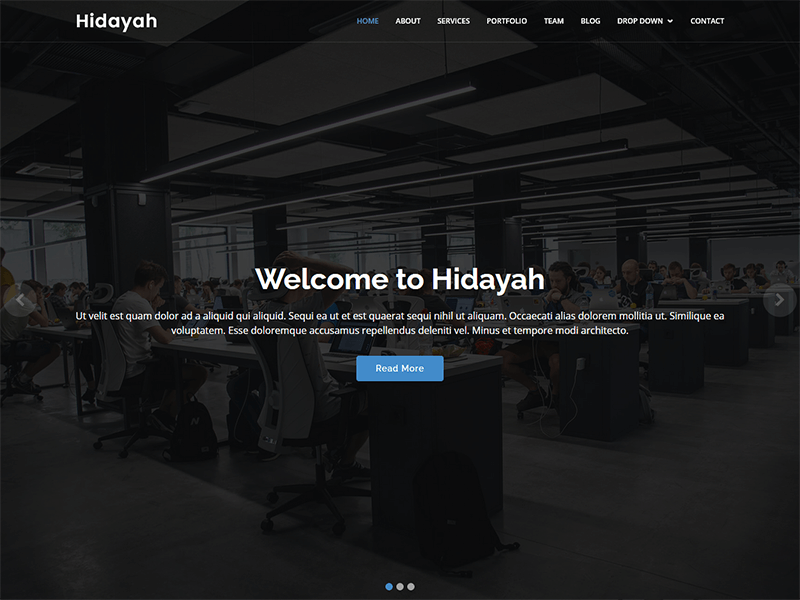 Hidayah
HOME ABOUT SERVICES PORTFOLIO TEAM BLOG DROP DOWN CONTACT
Welcome to Hidayah
Ut velit est quam dolor ad a aliquid qui aliquid. Sequi ea ut et est quaerat sequi nihil ut aliquam. Occaecati alias dolorem mollitia ut. Similique ea
voluptatem. Esse doloremque accusamus repellendus deleniti vel. Minus et tempore modi architecto.
Read More